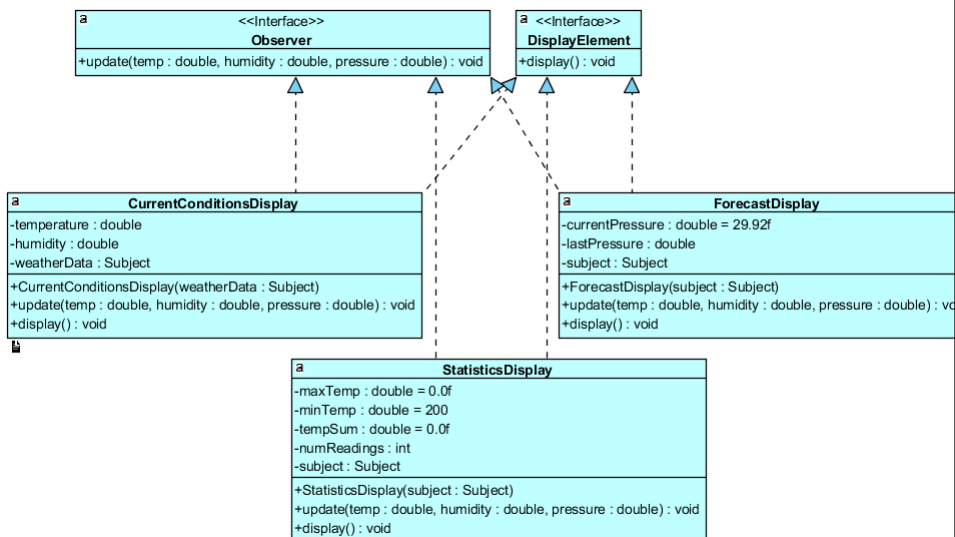 a
<<Interface>>
Observer
+update(temp : double, humidity : double, pressure : double) : void
a
<<Interface>>
DisplayElement
+display() : void
a
CurrentConditionsDisplay
-temperature : double
-humidity : double
-weatherData : Subject
+CurrentConditionsDisplay(weatherData : Subject)
+update(temp : double, humidity : double, pressure : double) : void
+display() : void
a
ForecastDisplay
-currentPressure : double = 29.92f
-lastPressure : double
-subject : Subject
+ForecastDisplay(subject : Subject)
+update(temp : double, humidity : double, pressure : double) : vo
+display() : void
a
StatisticsDisplay
-maxTemp : double = 0.0f
-minTemp : double = 200
-tempSum : double = 0.0f
-numReadings : int
-subject : Subject
+StatisticsDisplay(subject : Subject)
+update(temp : double, humidity : double, pressure : double) : void
+display() : void